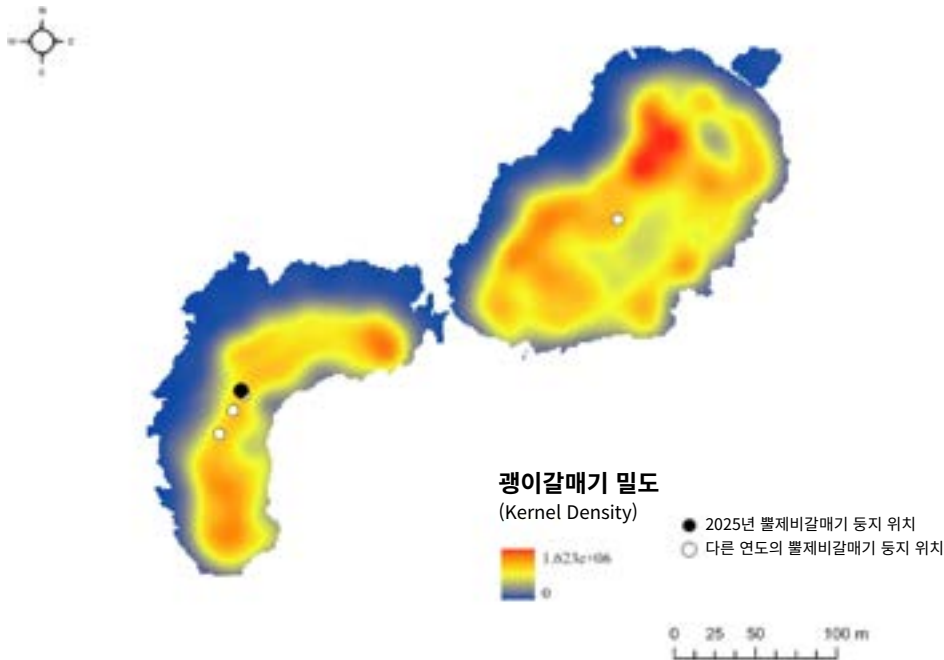 괭이갈매기 밀도
(Kernel Density)
1.623e+06
0
● 2025년 뿔제비갈매기 둥지 위치
○ 다른 연도의 뿔제비갈매기 둥지 위치
0 25 50 100 m